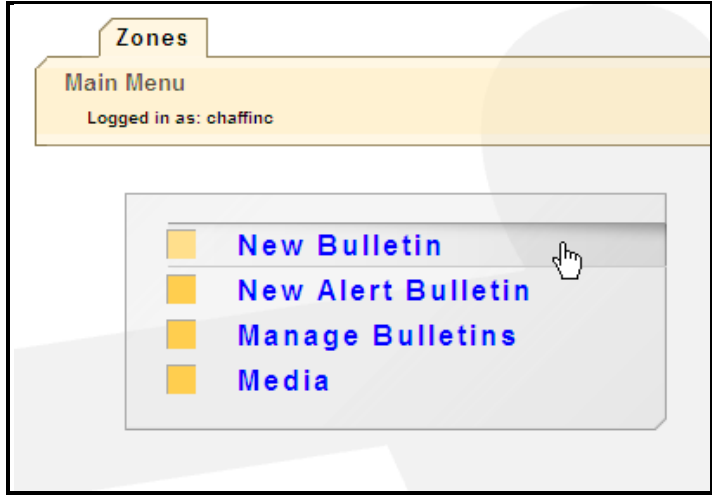 Zones
Main Menu
Logged in as: chaffinc
New Bulletin
New Alert Bulletin
Manage Bulletins
Media